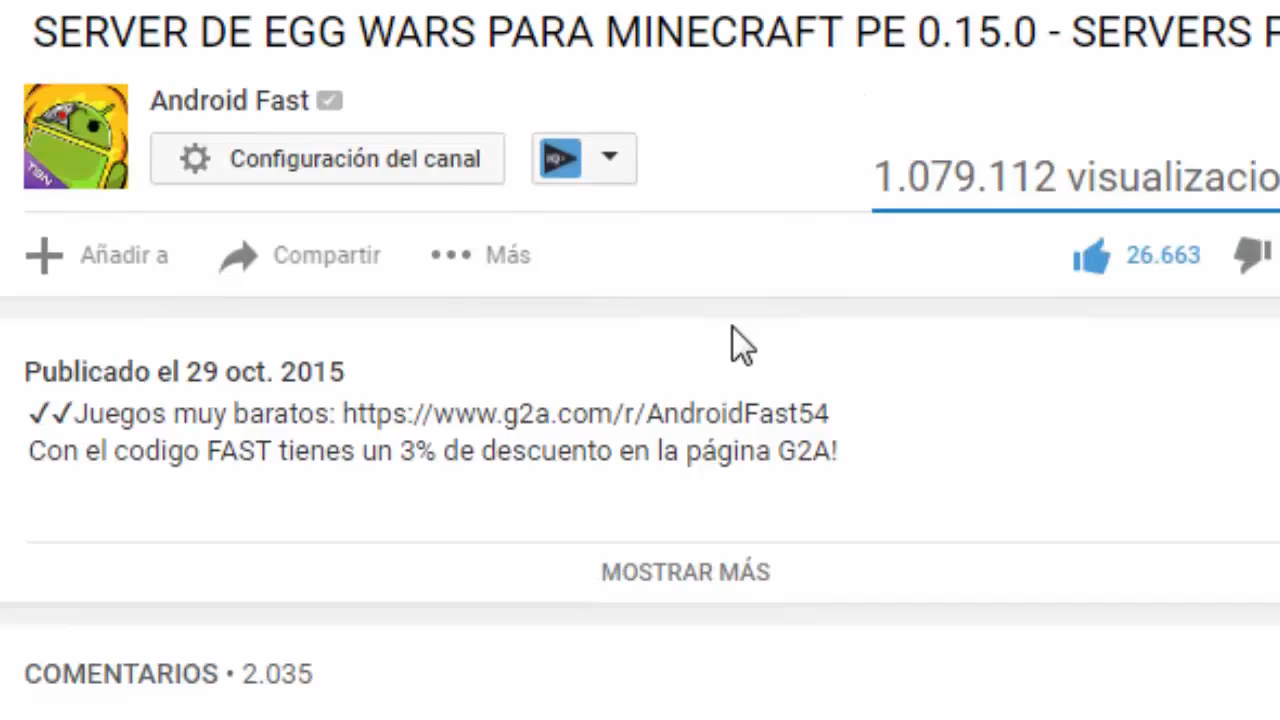 SERVER DE EGG WARS PARA MINECRAFT PE 0.15.0 - SERVERS
Android Fast
Configuración del canal
1.079.112 visualizacio
Añadir a
Compartir
Más
26.663
Publicado el 29 oct. 2015
✓✓Juegos muy baratos: https://www.g2a.com/r/AndroidFast54
Con el codigo FAST tienes un 3% de descuento en la página G2A!
MOSTRAR MÁS
COMENTARIOS • 2.035
TGN